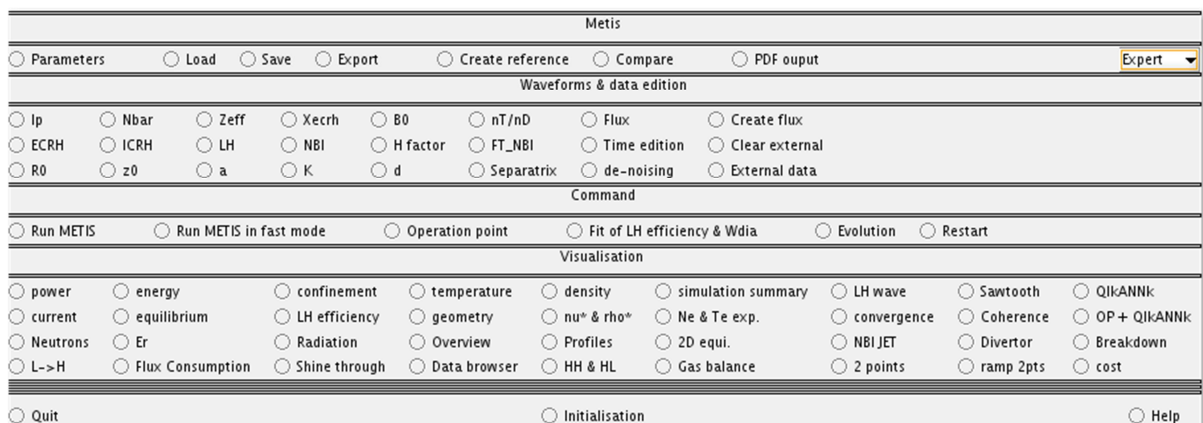 Metis
Parameters Load Save Export Create reference Compare PDF ouput Expert
Waveforms & data edition
Ip Nbar Zeff Xecrh B0 nT/nD Flux Create flux
ECRH ICRH LH NBI H factor FT_NBI Time edition Clear external
R0 z0 a K d Separatrix de-noising External data
Command
Run METIS Run METIS in fast mode Operation point Fit of LH efficiency & Wdia Evolution Restart
Visualisation
power energy confinement temperature density simulation summary LH wave Sawtooth QlkANNk
current equilibrium LH efficiency geometry nu* & rho* Ne & Te exp. convergence Coherence OP + QlkANNk
Neutrons Er Radiation Overview Profiles 2D equi. NBI JET Divertor Breakdown
L->H Flux Consumption Shine through Data browser HH & HL Gas balance 2 points ramp 2pts cost
Quit Initialisation Help